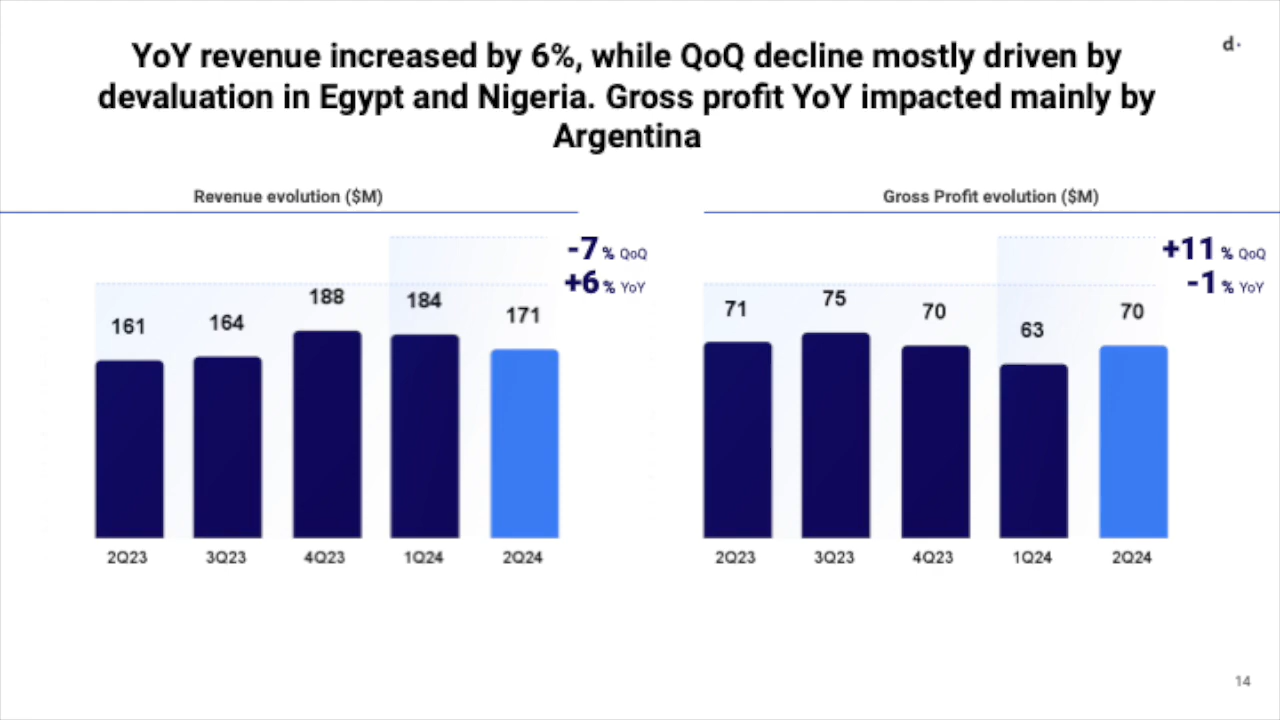 YoY revenue increased by 6%, while QoQ decline mostly driven by
devaluation in Egypt and Nigeria. Gross profit YoY impacted mainly by
Argentina
d·
Revenue evolution ($M)
-7% QoQ
+6% YoY
161
164
188
184
171
2Q23
3Q23
4Q23
1Q24
2Q24
Gross Profit evolution ($M)
+11% QoQ
-1% YoY
71
75
70
63
70
2Q23
3Q23
4Q23
1Q24
2Q24
14